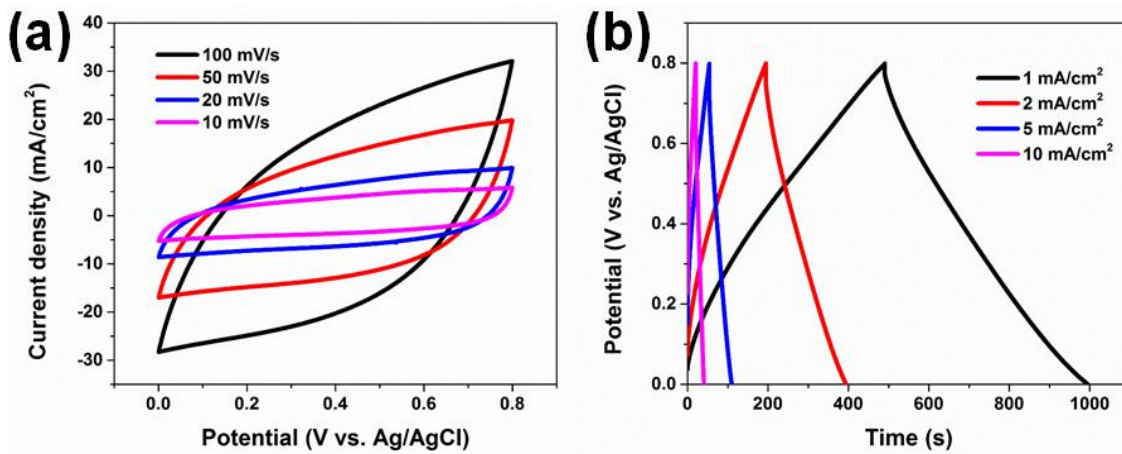 (a)
100 mV/s
50 mV/s
20 mV/s
10 mV/s
Current density (mA/cm²)
40
30
20
10
0
-10
-20
-30
0.0 0.2 0.4 0.6 0.8
Potential (V vs. Ag/AgCl)
(b)
1 mA/cm²
2 mA/cm²
5 mA/cm²
10 mA/cm²
Potential (V vs. Ag/AgCl)
0.8
0.6
0.4
0.2
0.0
0 200 400 600 800 1000
Time (s)